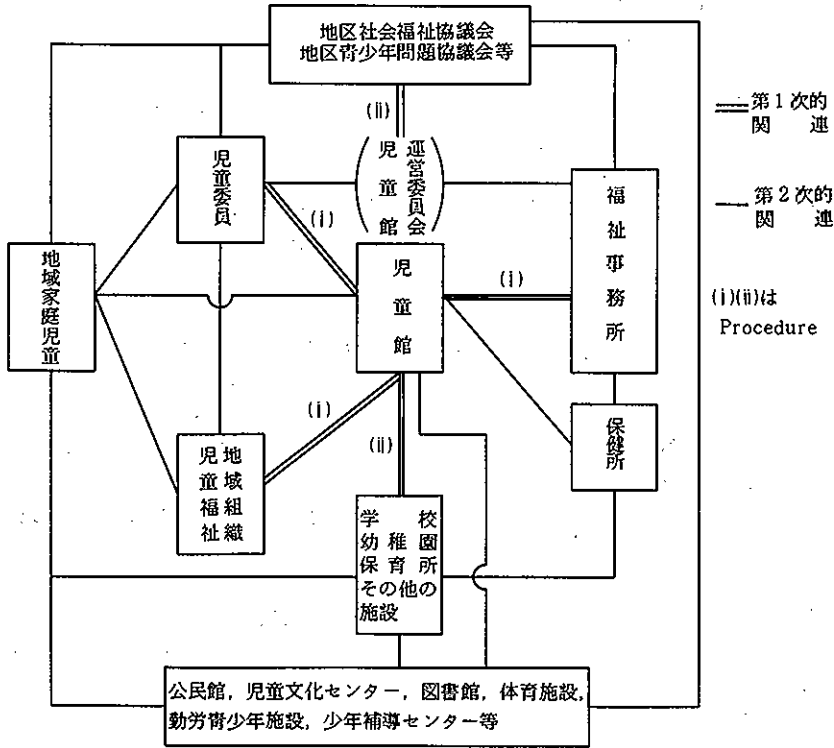 地区社会福祉協議会
地区青少年問題協議会等
(ii)
第1次的
関連
児童委員
(児童館運営委員会)
第2次的
関連
(i)
福祉事務所
地域家庭児童
児童館
(i)
(i)(ii)は
Procedure
(i)
(ii)
保健所
地域組織
児童福祉
学校
幼稚園
保育所
その他の
施設
公民館,児童文化センター,図書館,体育施設,
勤労青少年施設,少年補導センター等